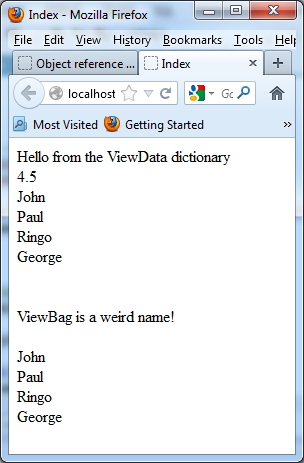 Index - Mozilla Firefox
File Edit View History Bookmarks Tools Help
Object reference ...
Index
localhost
Most Visited
Getting Started
»
Hello from the ViewData dictionary
4.5
John
Paul
Ringo
George
ViewBag is a weird name!
John
Paul
Ringo
George